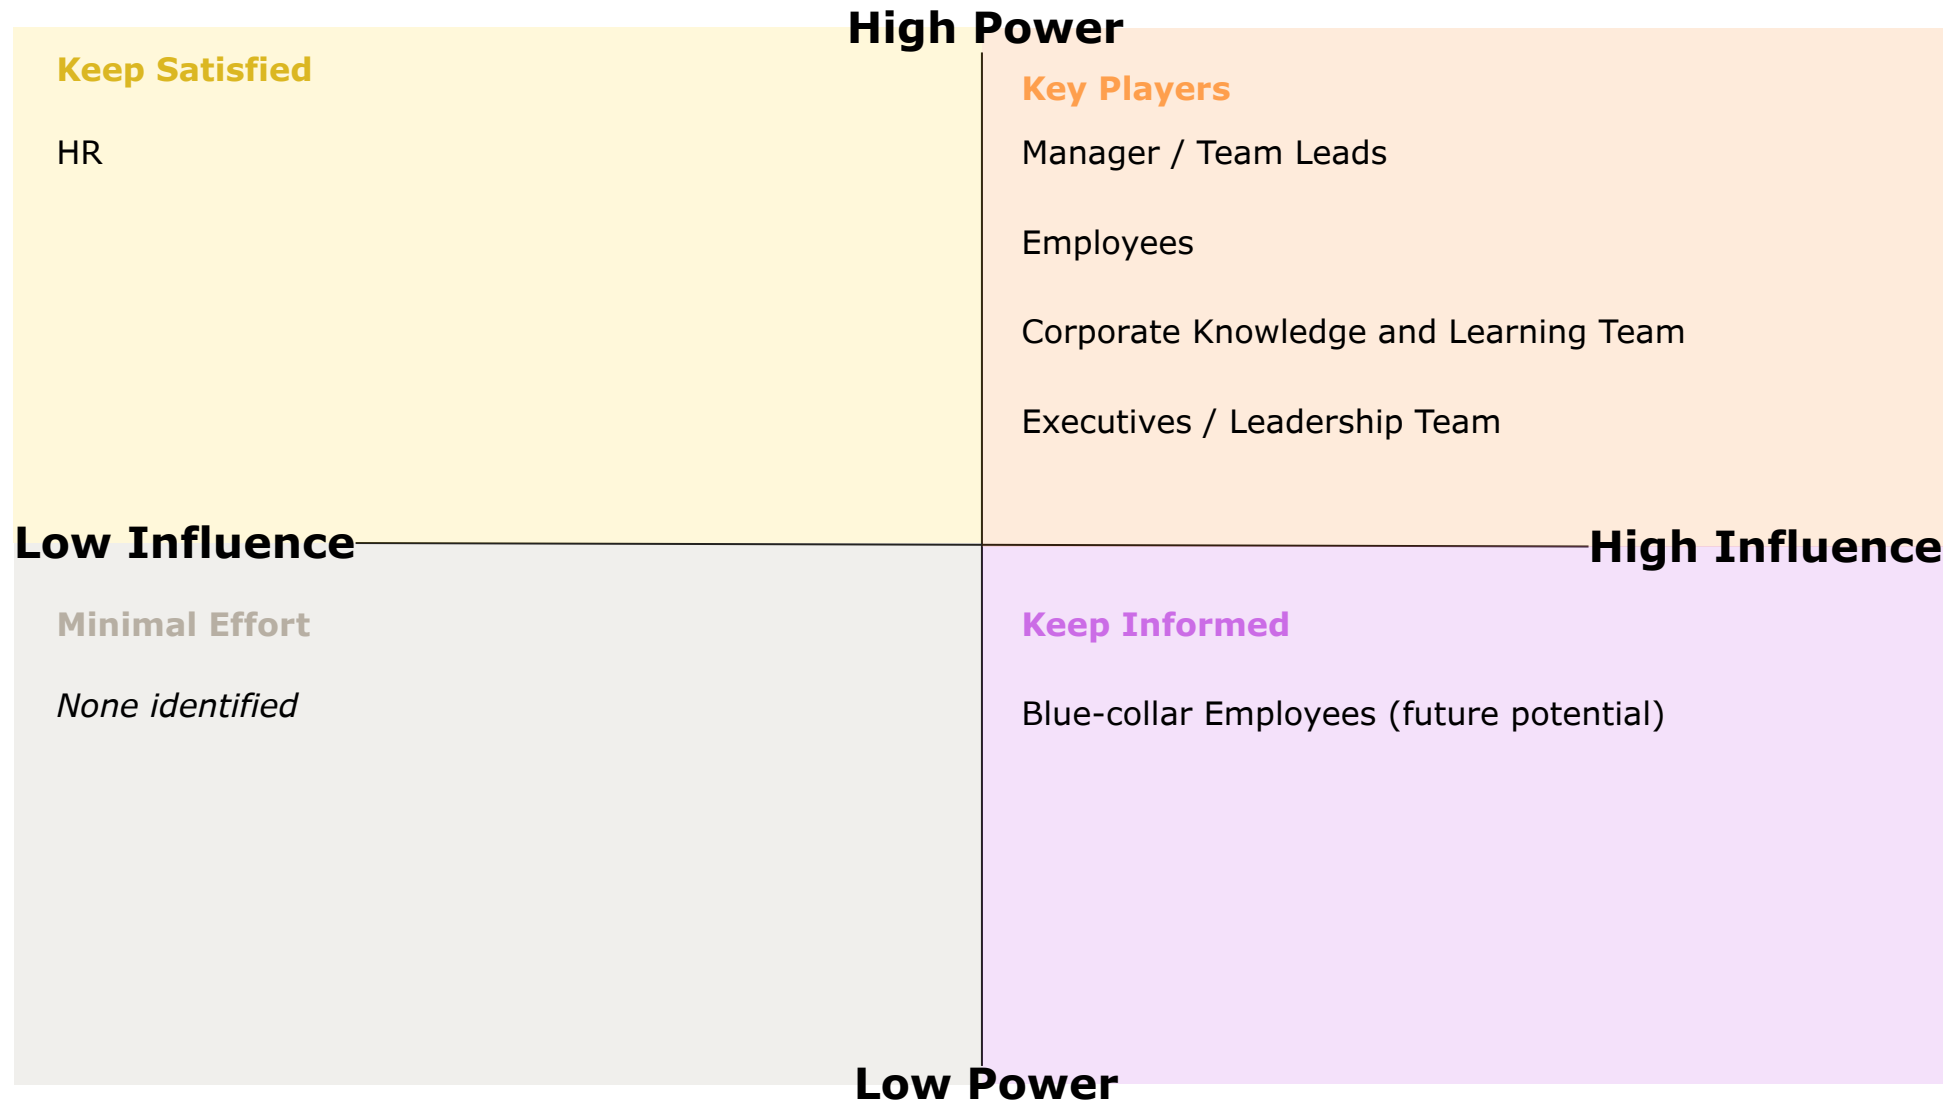 High Power
Keep Satisfied
HR
Key Players
Manager / Team Leads
Employees
Corporate Knowledge and Learning Team
Executives / Leadership Team
Low Influence
High Influence
Minimal Effort
None identified
Keep Informed
Blue-collar Employees (future potential)
Low Power